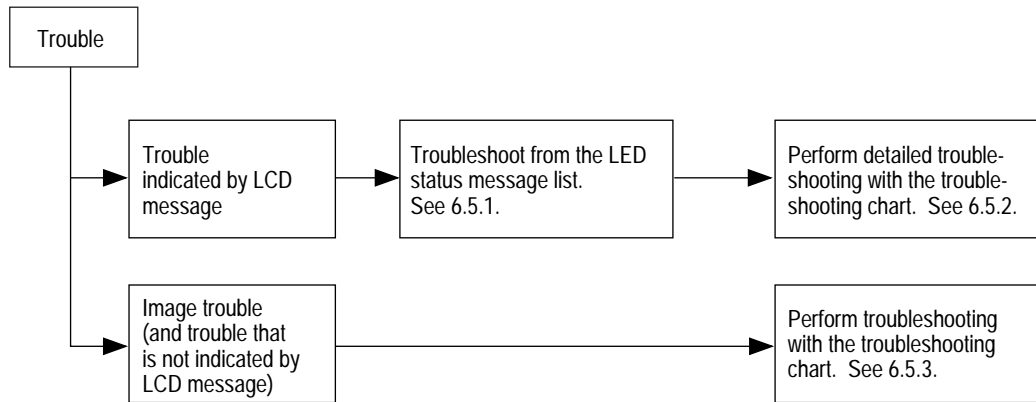 Trouble
Trouble
indicated by LCD
message
Troubleshoot from the LED
status message list.
See 6.5.1.
Perform detailed trouble-
shooting with the trouble-
shooting chart.  See 6.5.2.
Image trouble
(and trouble that
is not indicated by
LCD message)
Perform troubleshooting
with the troubleshooting
chart.  See 6.5.3.